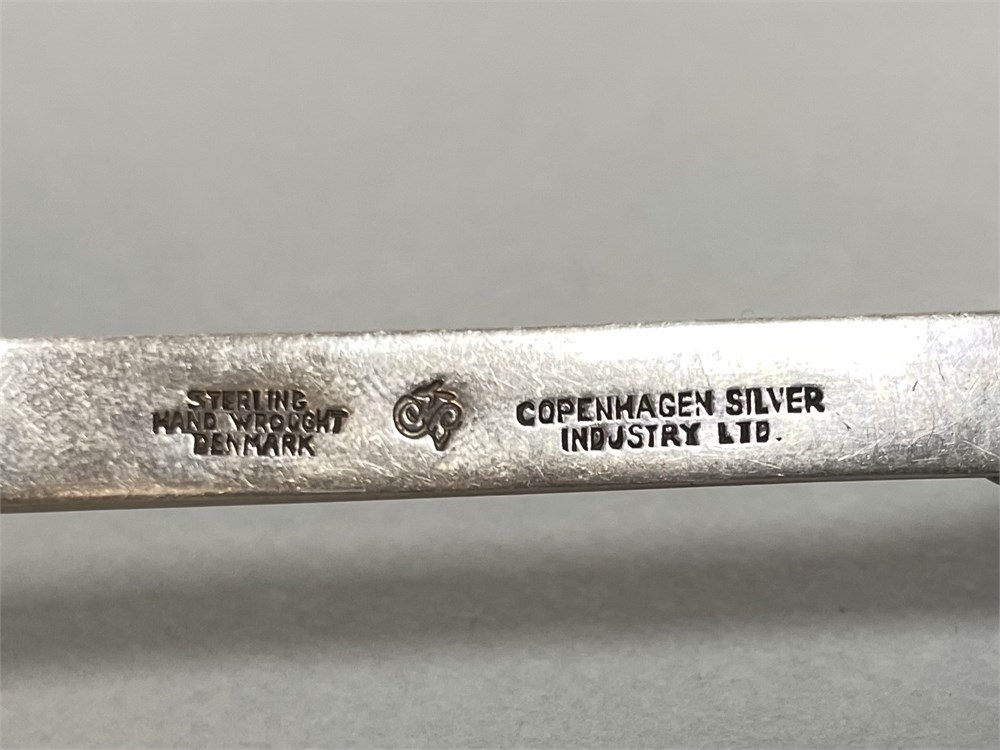 STERLING
HAND WROUGHT
DENMARK
COPENHAGEN SILVER
INDUSTRY LTD.